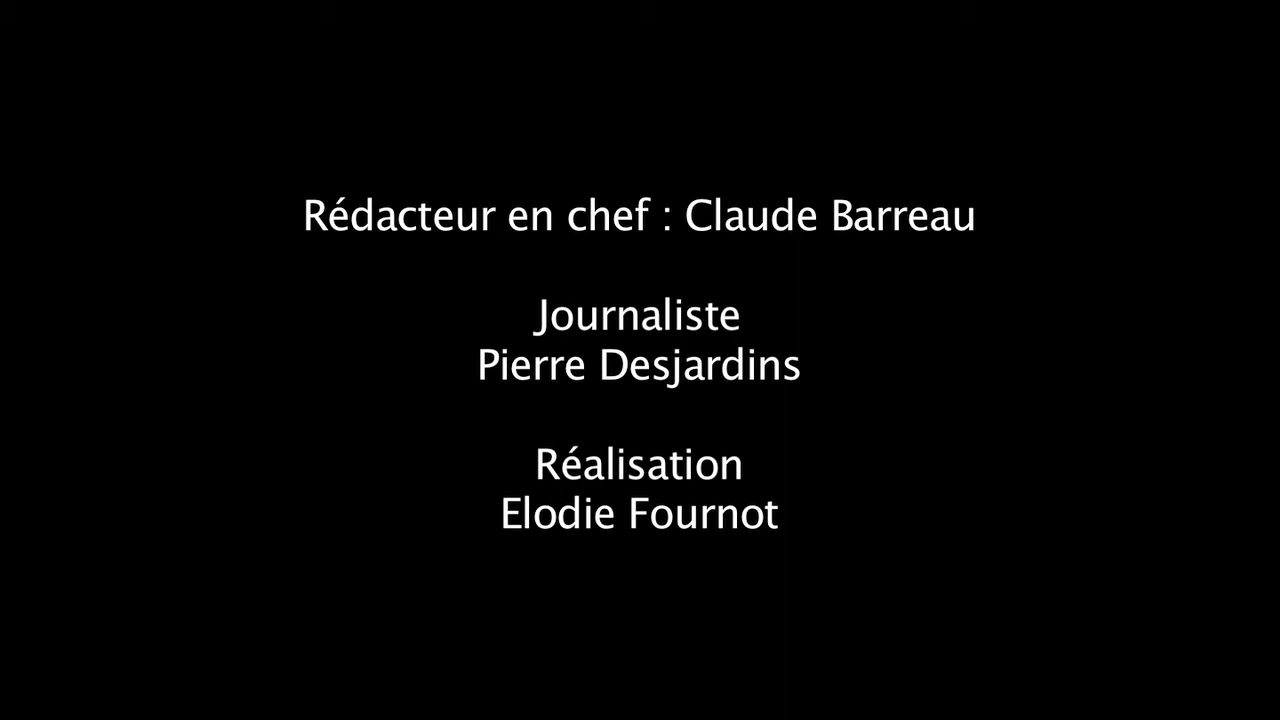 Rédacteur en chef : Claude Barreau
Journaliste
Pierre Desjardins
Réalisation
Elodie Fournot